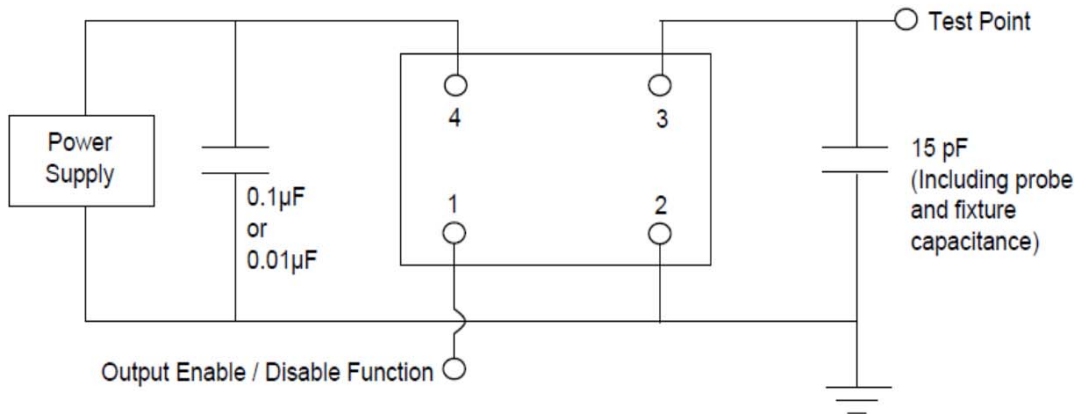 Test Point
4
3
Power
Supply
0.1µF
or
0.01µF
1
2
15 pF
(Including probe
and fixture
capacitance)
Output Enable / Disable Function